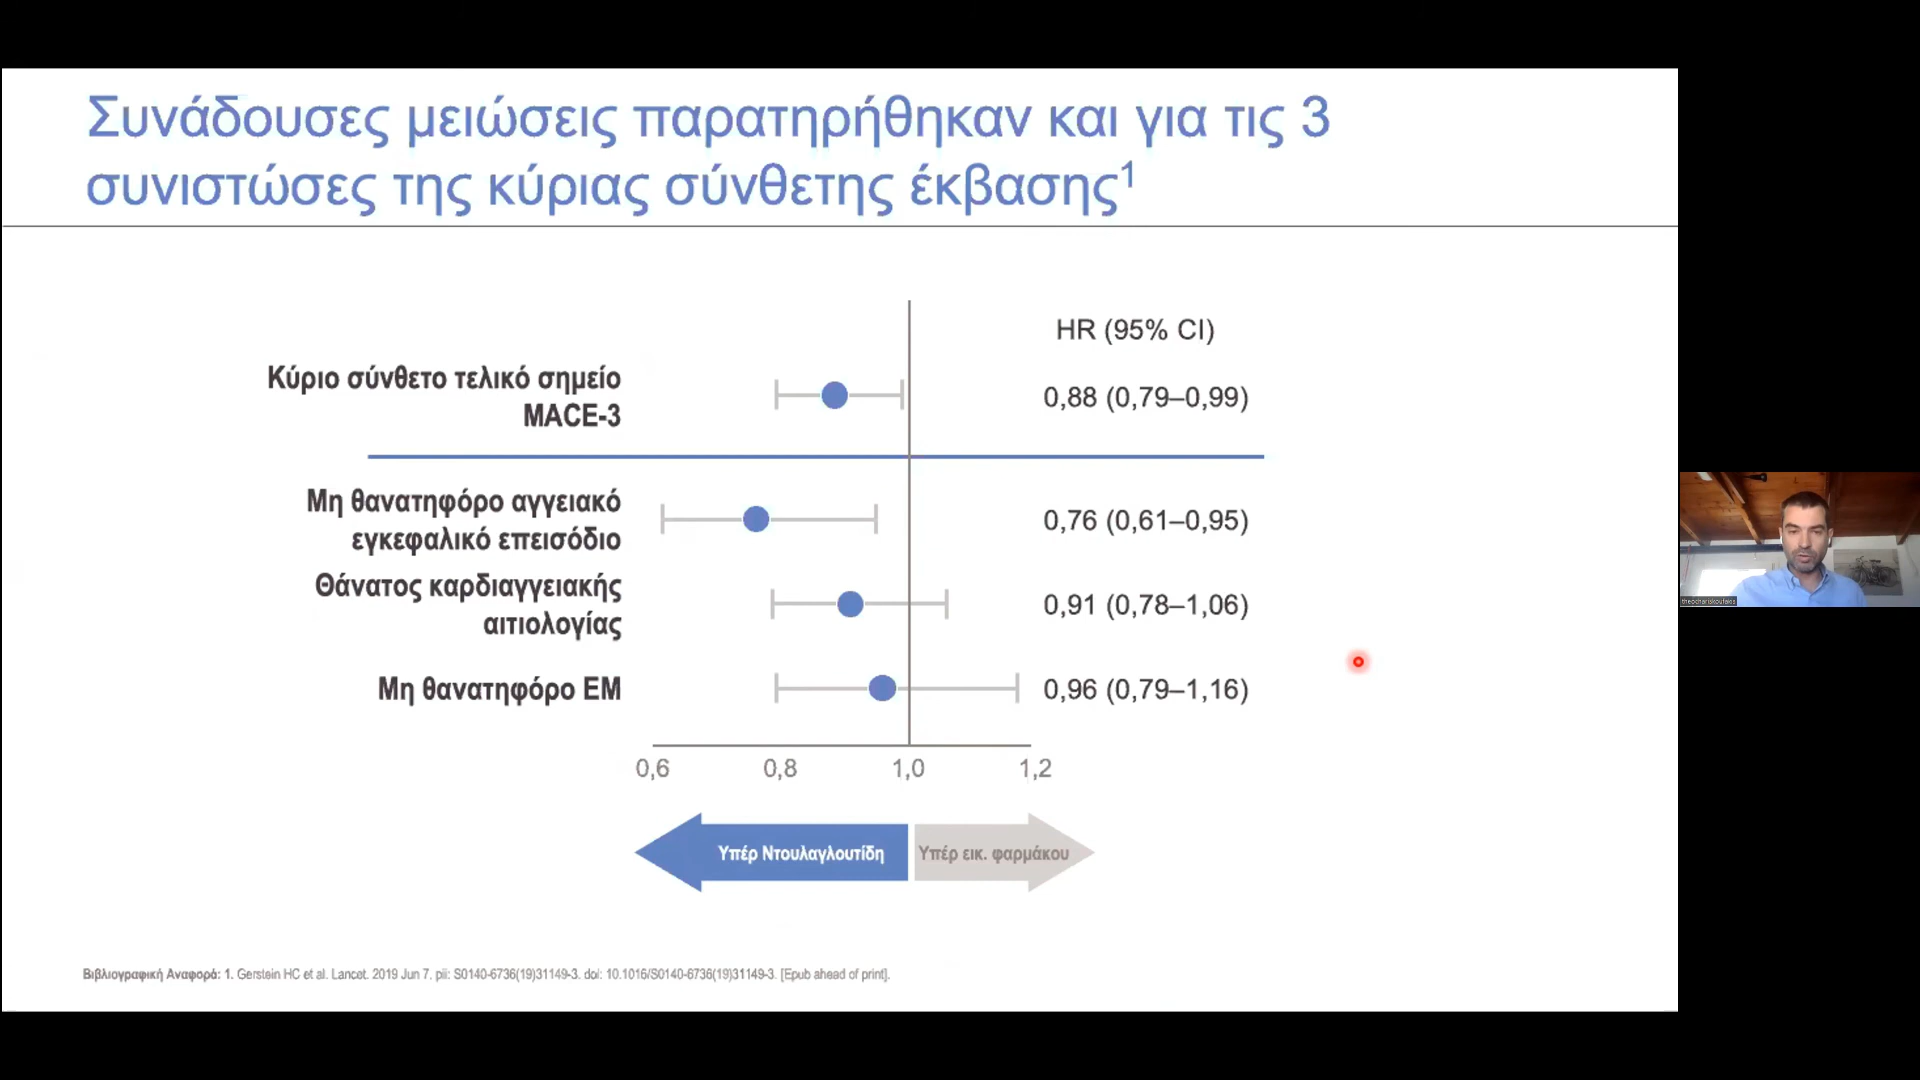 Συνάδουσες μειώσεις παρατηρήθηκαν και για τις 3
συνιστώσες της κύριας σύνθετης έκβασης¹
HR (95% CI)
Κύριο σύνθετο τελικό σημείο
MACE-3
0,88 (0,79–0,99)
Μη θανατηφόρο αγγειακό
εγκεφαλικό επεισόδιο
0,76 (0,61–0,95)
Θάνατος καρδιαγγειακής
αιτιολογίας
0,91 (0,78–1,06)
Μη θανατηφόρο ΕΜ
0,96 (0,79–1,16)
0,6 0,8 1,0 1,2
Υπέρ Ντουλαγλουτίδη
Υπέρ εικ. φαρμάκου
Βιβλιογραφική Αναφορά: 1. Gerstein HC et al. Lancet. 2019 Jun 7. pii: S0140-6736(19)31149-3. doi: 10.1016/S0140-6736(19)31149-3. [Epub ahead of print].